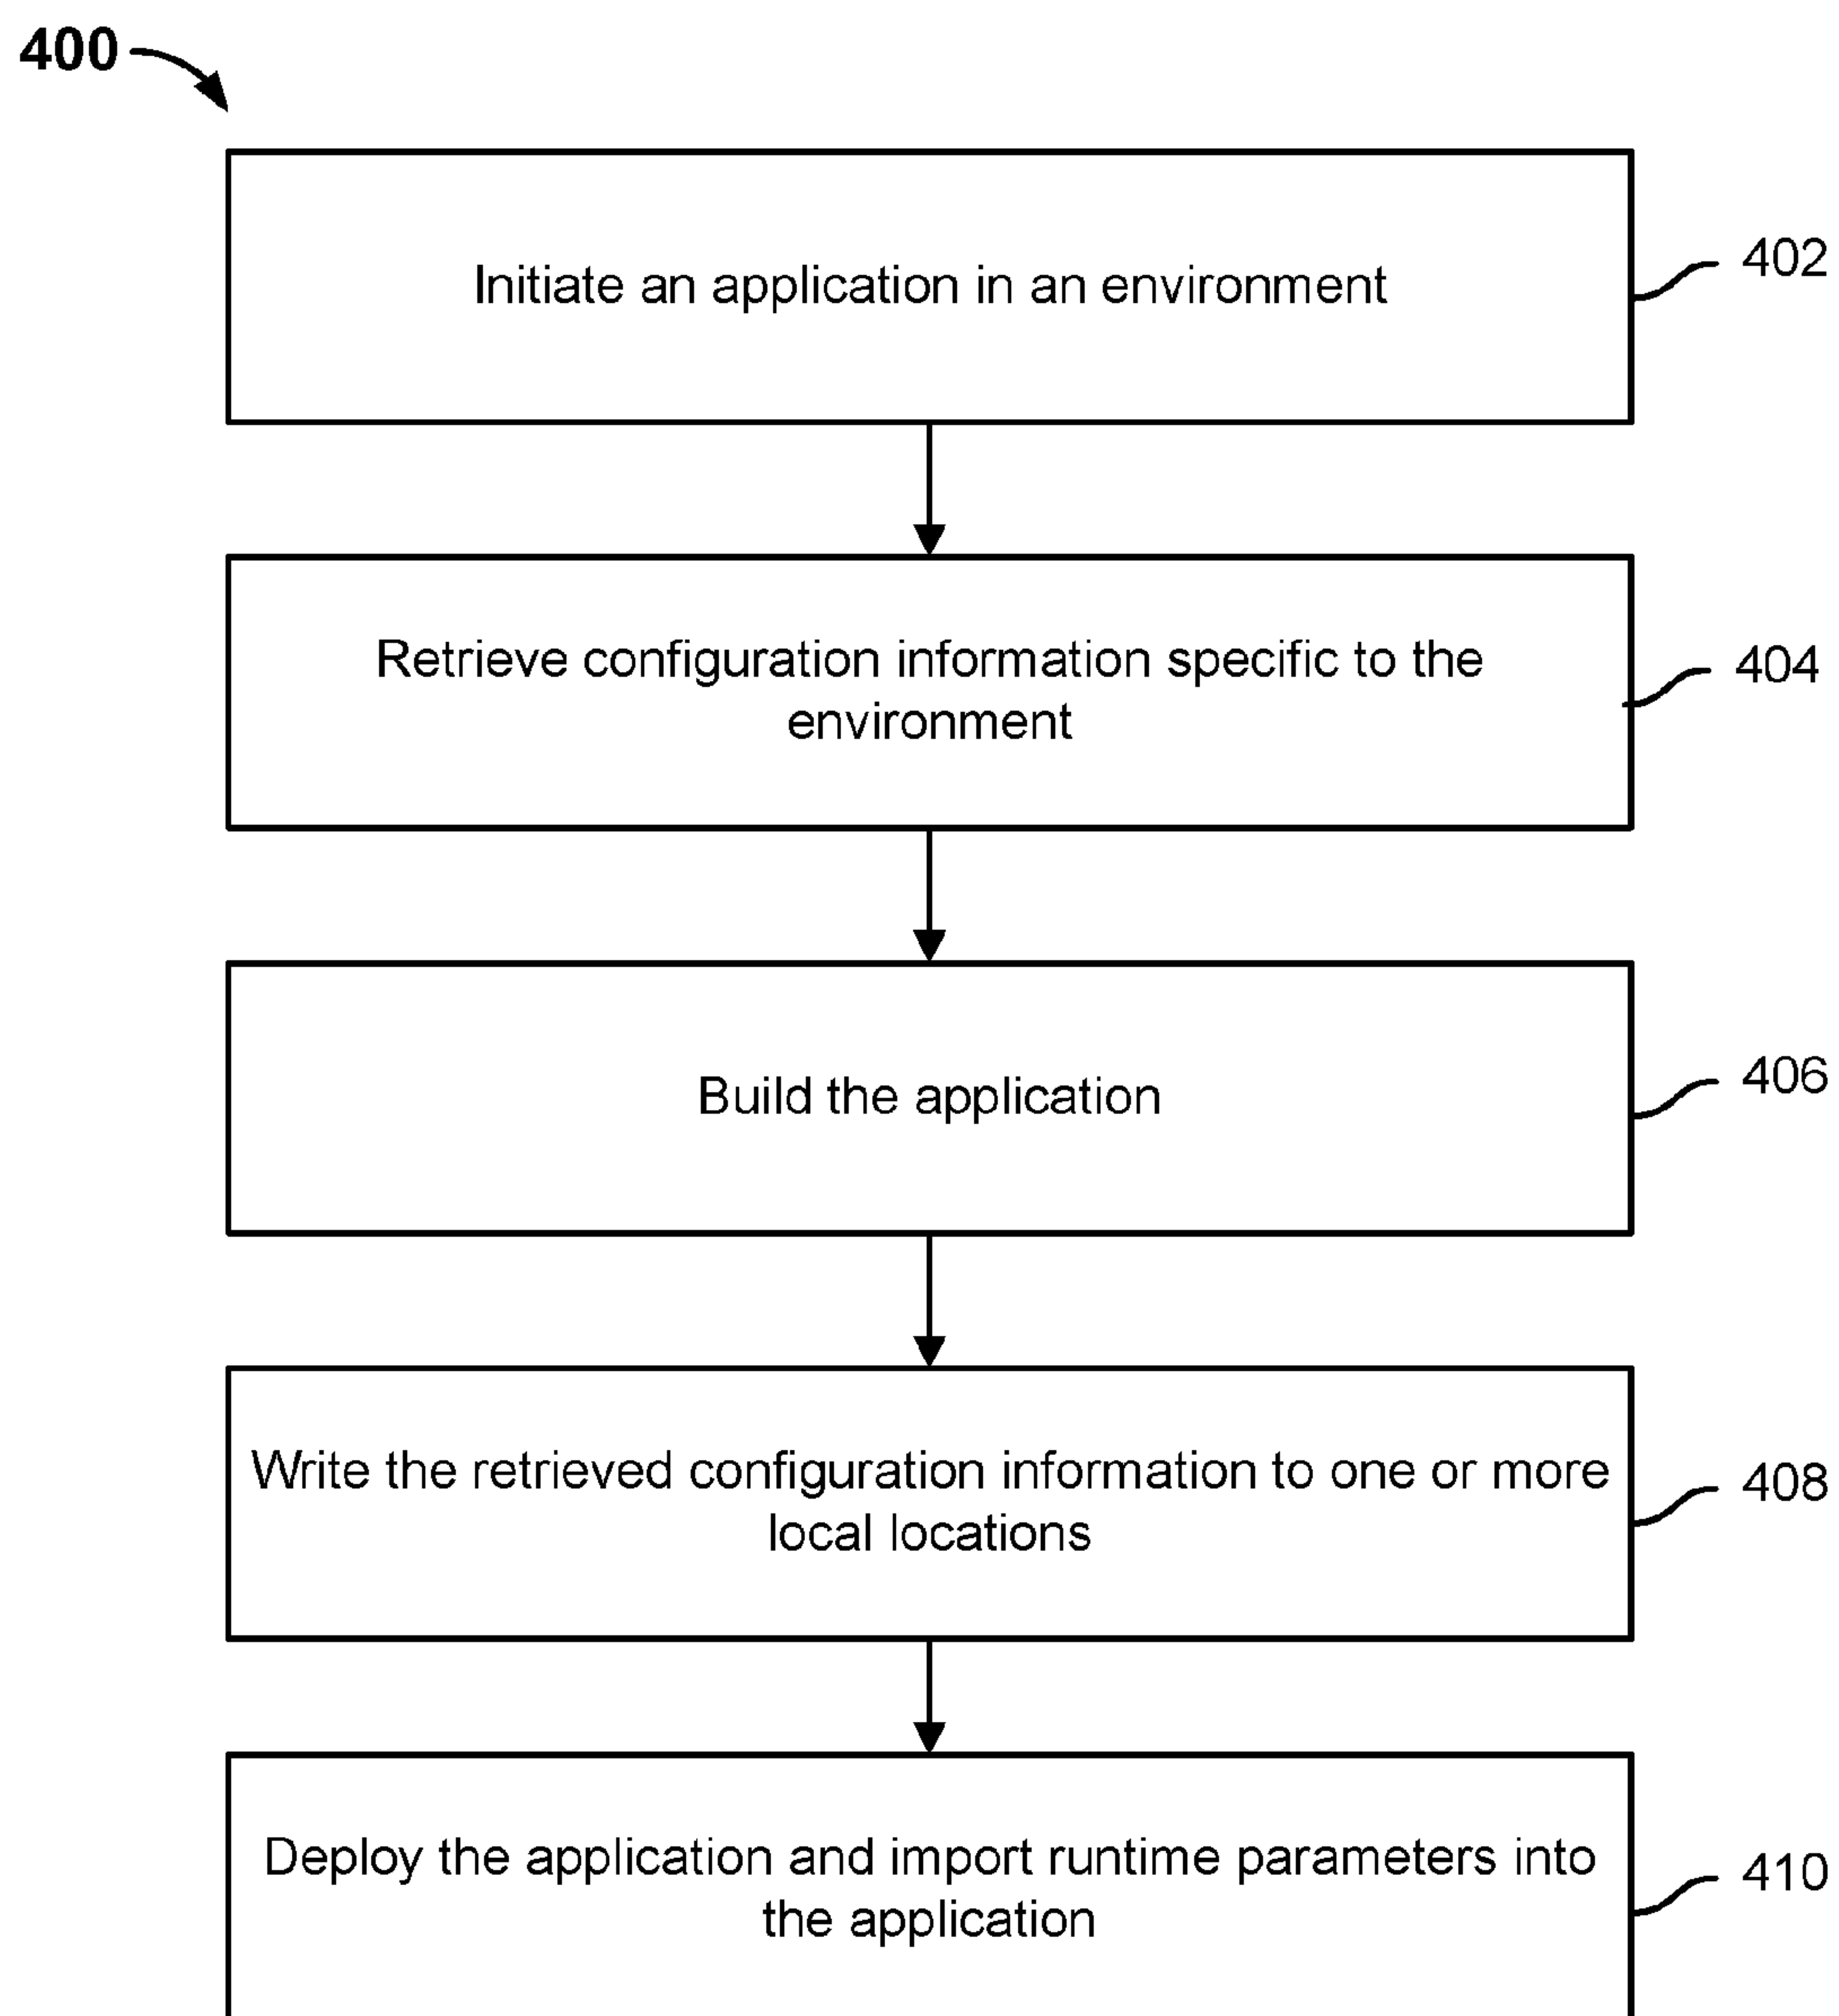 400
Initiate an application in an environment
402
Retrieve configuration information specific to the
environment
404
Build the application
406
Write the retrieved configuration information to one or more
local locations
408
Deploy the application and import runtime parameters into
the application
410